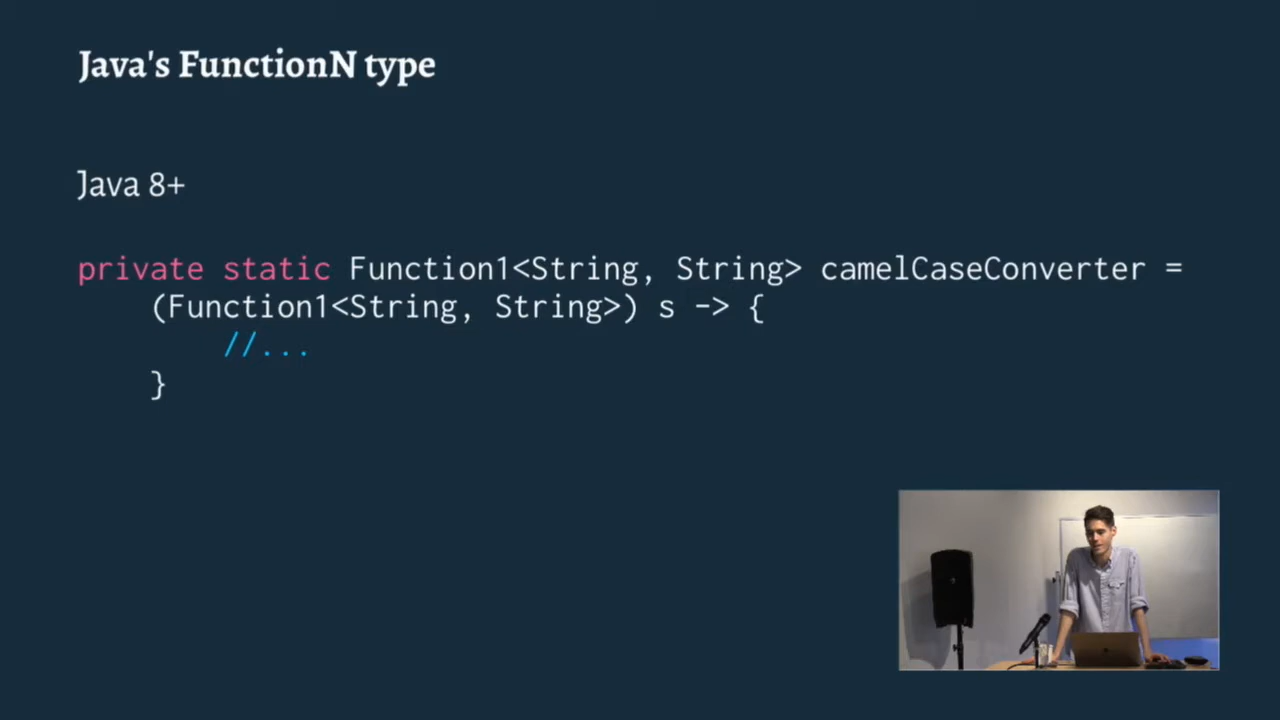 Java's FunctionN type
Java 8+
private static Function1<String, String> camelCaseConverter =
(Function1<String, String>) s -> {
//...
}